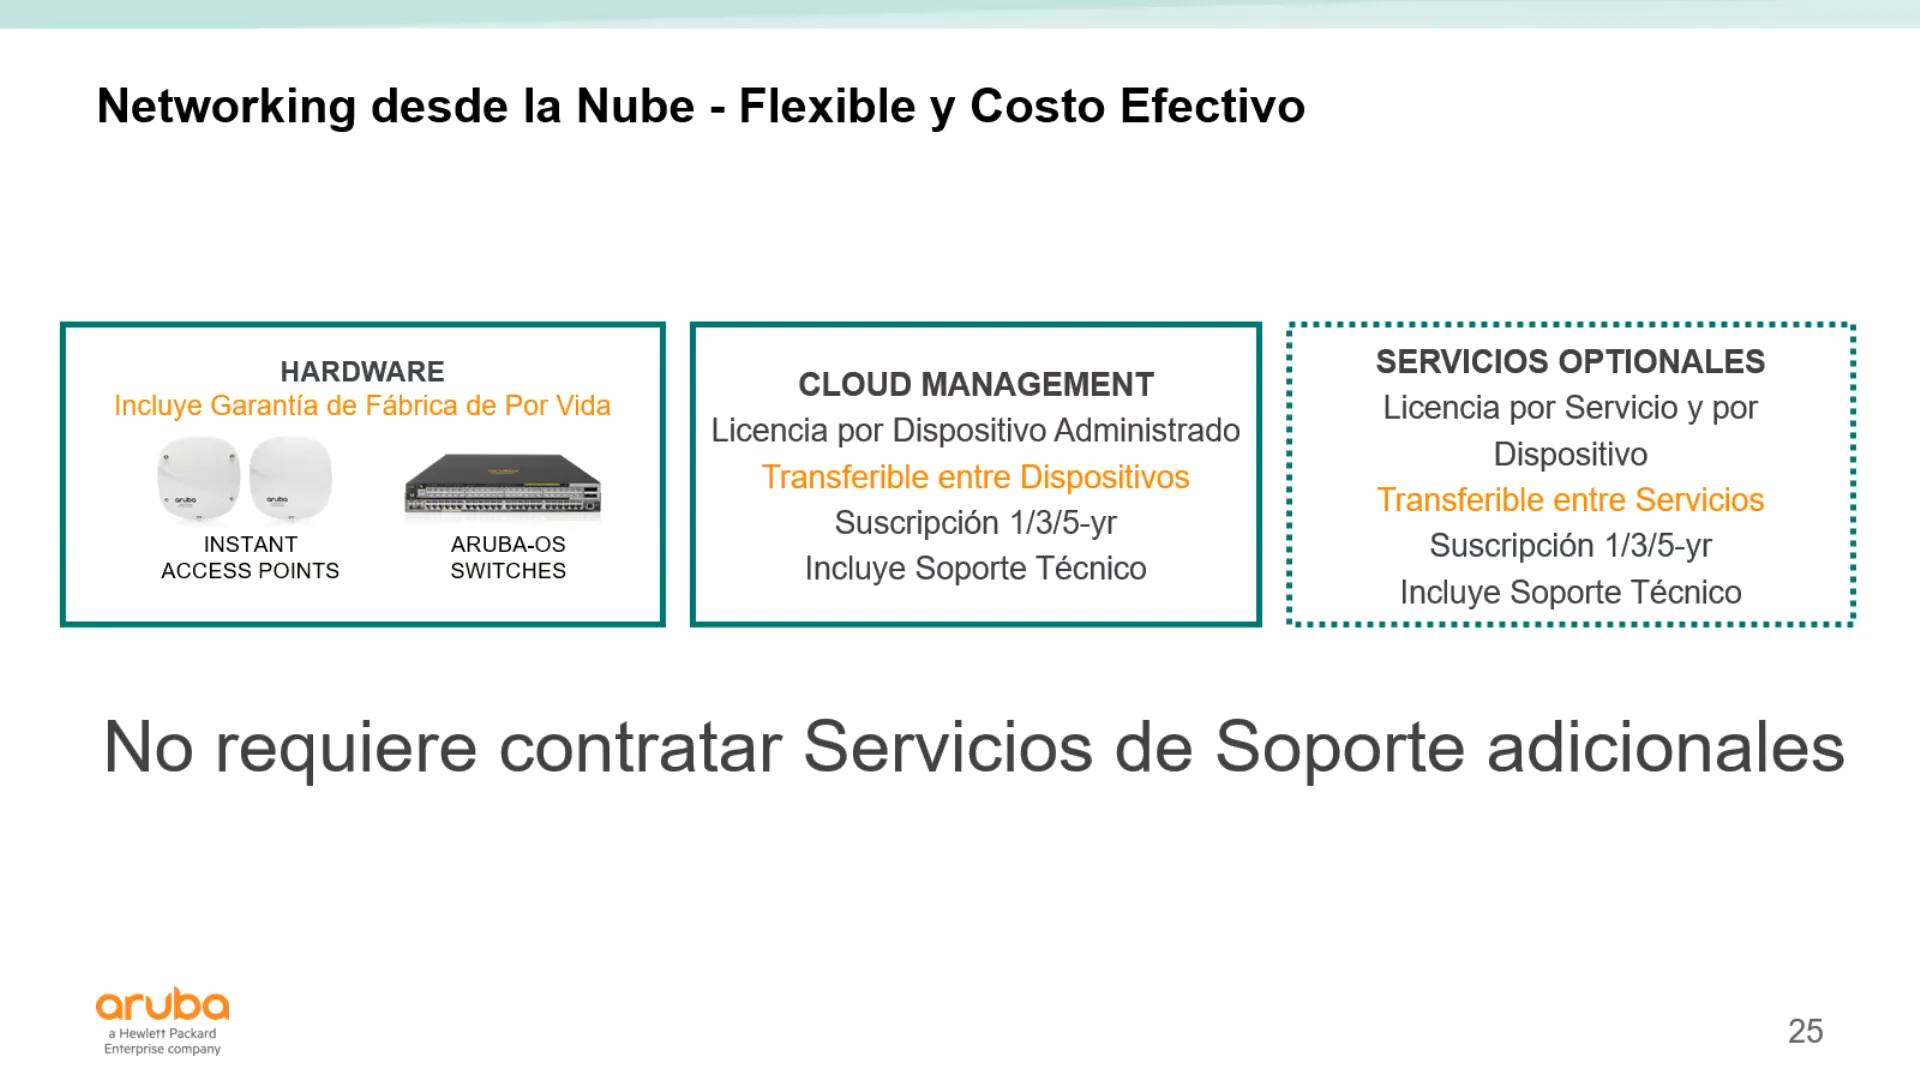 Networking desde la Nube - Flexible y Costo Efectivo
HARDWARE
Incluye Garantía de Fábrica de Por Vida
aruba
aruba
aruba
INSTANT
ACCESS POINTS
ARUBA-OS
SWITCHES
CLOUD MANAGEMENT
Licencia por Dispositivo Administrado
Transferible entre Dispositivos
Suscripción 1/3/5-yr
Incluye Soporte Técnico
SERVICIOS OPTIONALES
Licencia por Servicio y por
Dispositivo
Transferible entre Servicios
Suscripción 1/3/5-yr
Incluye Soporte Técnico
No requiere contratar Servicios de Soporte adicionales
aruba
a Hewlett Packard
Enterprise company
25